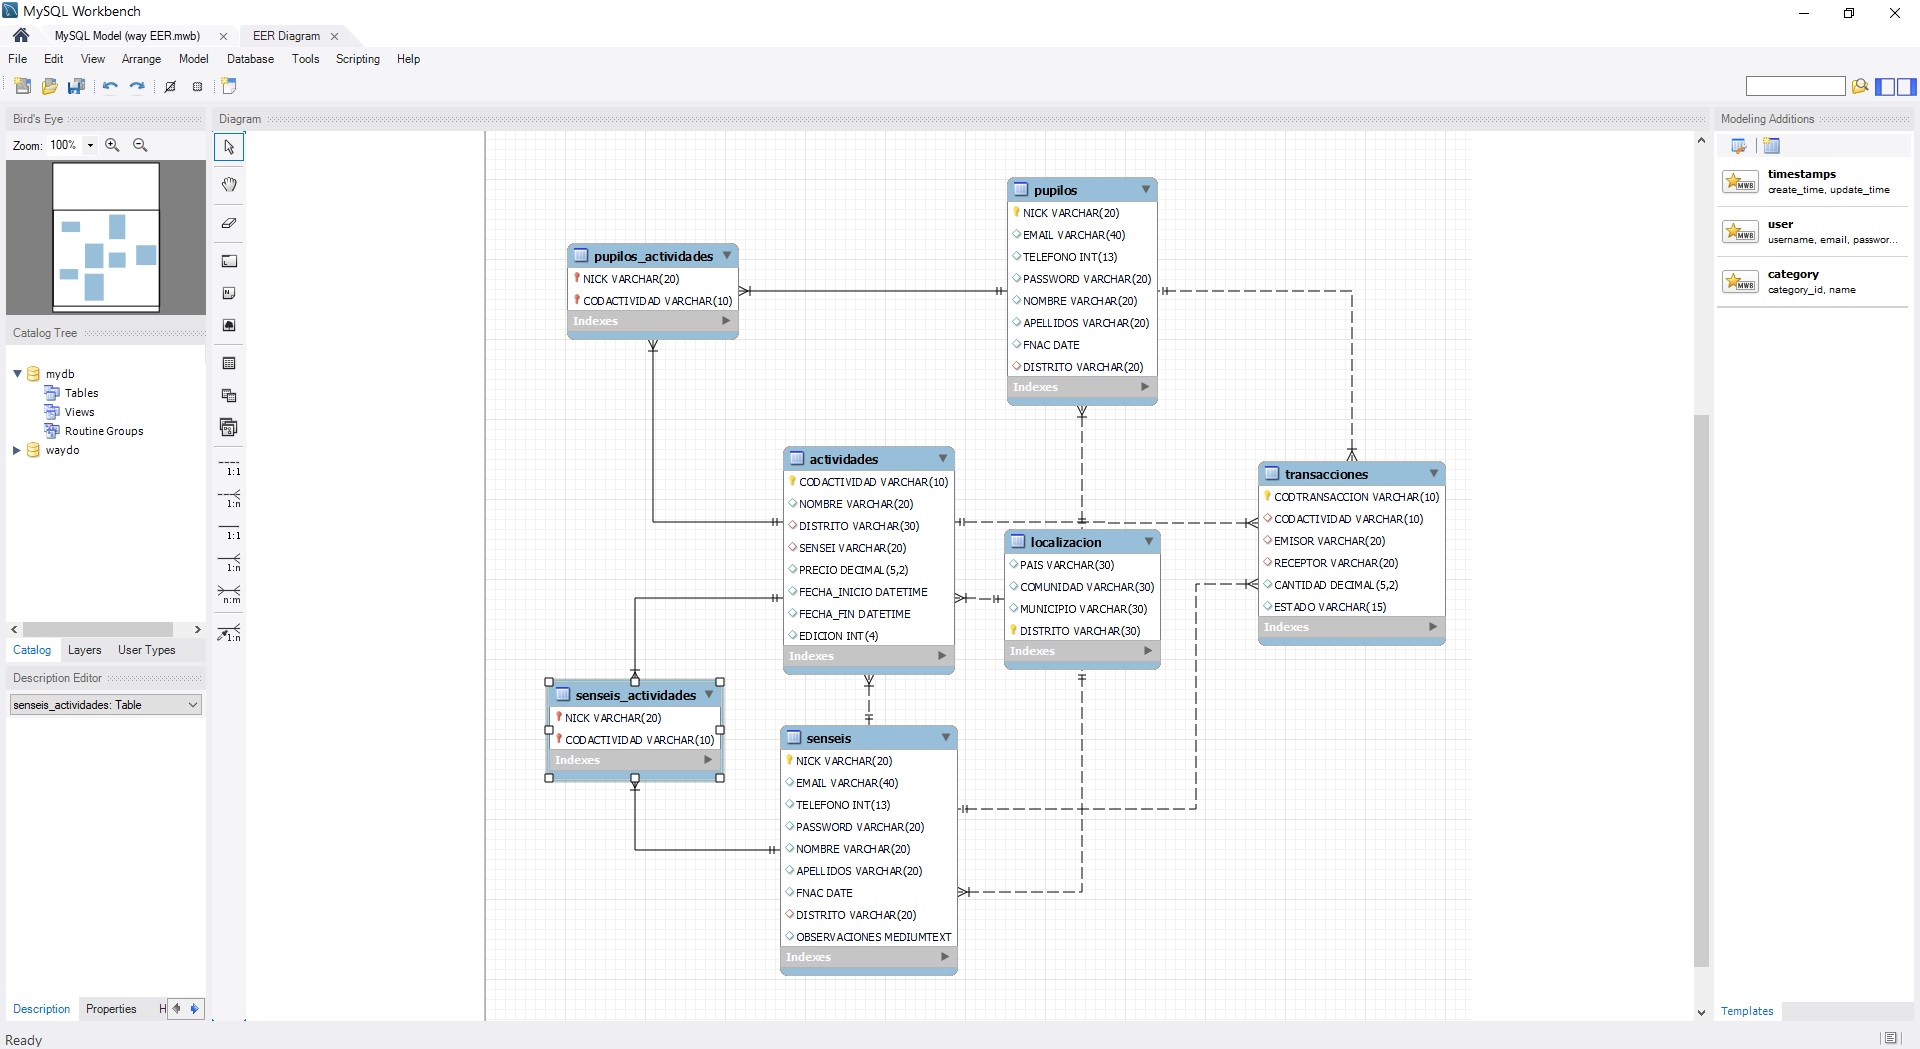 MySQL Workbench
MySQL Model (way EER.mwb)
EER Diagram
File Edit View Arrange Model Database Tools Scripting Help
Bird's Eye
Zoom: 100%
Catalog Tree
mydb
Tables
Views
Routine Groups
waydo
Catalog Layers User Types
Description Editor
senseis_actividades: Table
Description Properties H
Ready
Diagram
1:1
1:n
1:1
1:n
n:m
1:n
pupilos_actividades
NICK VARCHAR(20)
CODACTIVIDAD VARCHAR(10)
Indexes
pupilos
NICK VARCHAR(20)
EMAIL VARCHAR(40)
TELEFONO INT(13)
PASSWORD VARCHAR(20)
NOMBRE VARCHAR(20)
APELLIDOS VARCHAR(20)
FNAC DATE
DISTRITO VARCHAR(20)
Indexes
actividades
CODACTIVIDAD VARCHAR(10)
NOMBRE VARCHAR(20)
DISTRITO VARCHAR(30)
SENSEI VARCHAR(20)
PRECIO DECIMAL(5,2)
FECHA_INICIO DATETIME
FECHA_FIN DATETIME
EDICION INT(4)
Indexes
localizacion
PAIS VARCHAR(30)
COMUNIDAD VARCHAR(30)
MUNICIPIO VARCHAR(30)
DISTRITO VARCHAR(30)
Indexes
transacciones
CODTRANSACCION VARCHAR(10)
CODACTIVIDAD VARCHAR(10)
EMISOR VARCHAR(20)
RECEPTOR VARCHAR(20)
CANTIDAD DECIMAL(5,2)
ESTADO VARCHAR(15)
Indexes
senseis_actividades
NICK VARCHAR(20)
CODACTIVIDAD VARCHAR(10)
Indexes
senseis
NICK VARCHAR(20)
EMAIL VARCHAR(40)
TELEFONO INT(13)
PASSWORD VARCHAR(20)
NOMBRE VARCHAR(20)
APELLIDOS VARCHAR(20)
FNAC DATE
DISTRITO VARCHAR(20)
OBSERVACIONES MEDIUMTEXT
Indexes
Modeling Additions
MWB
timestamps
create_time, update_time
MWB
user
username, email, passwor...
MWB
category
category_id, name
Templates